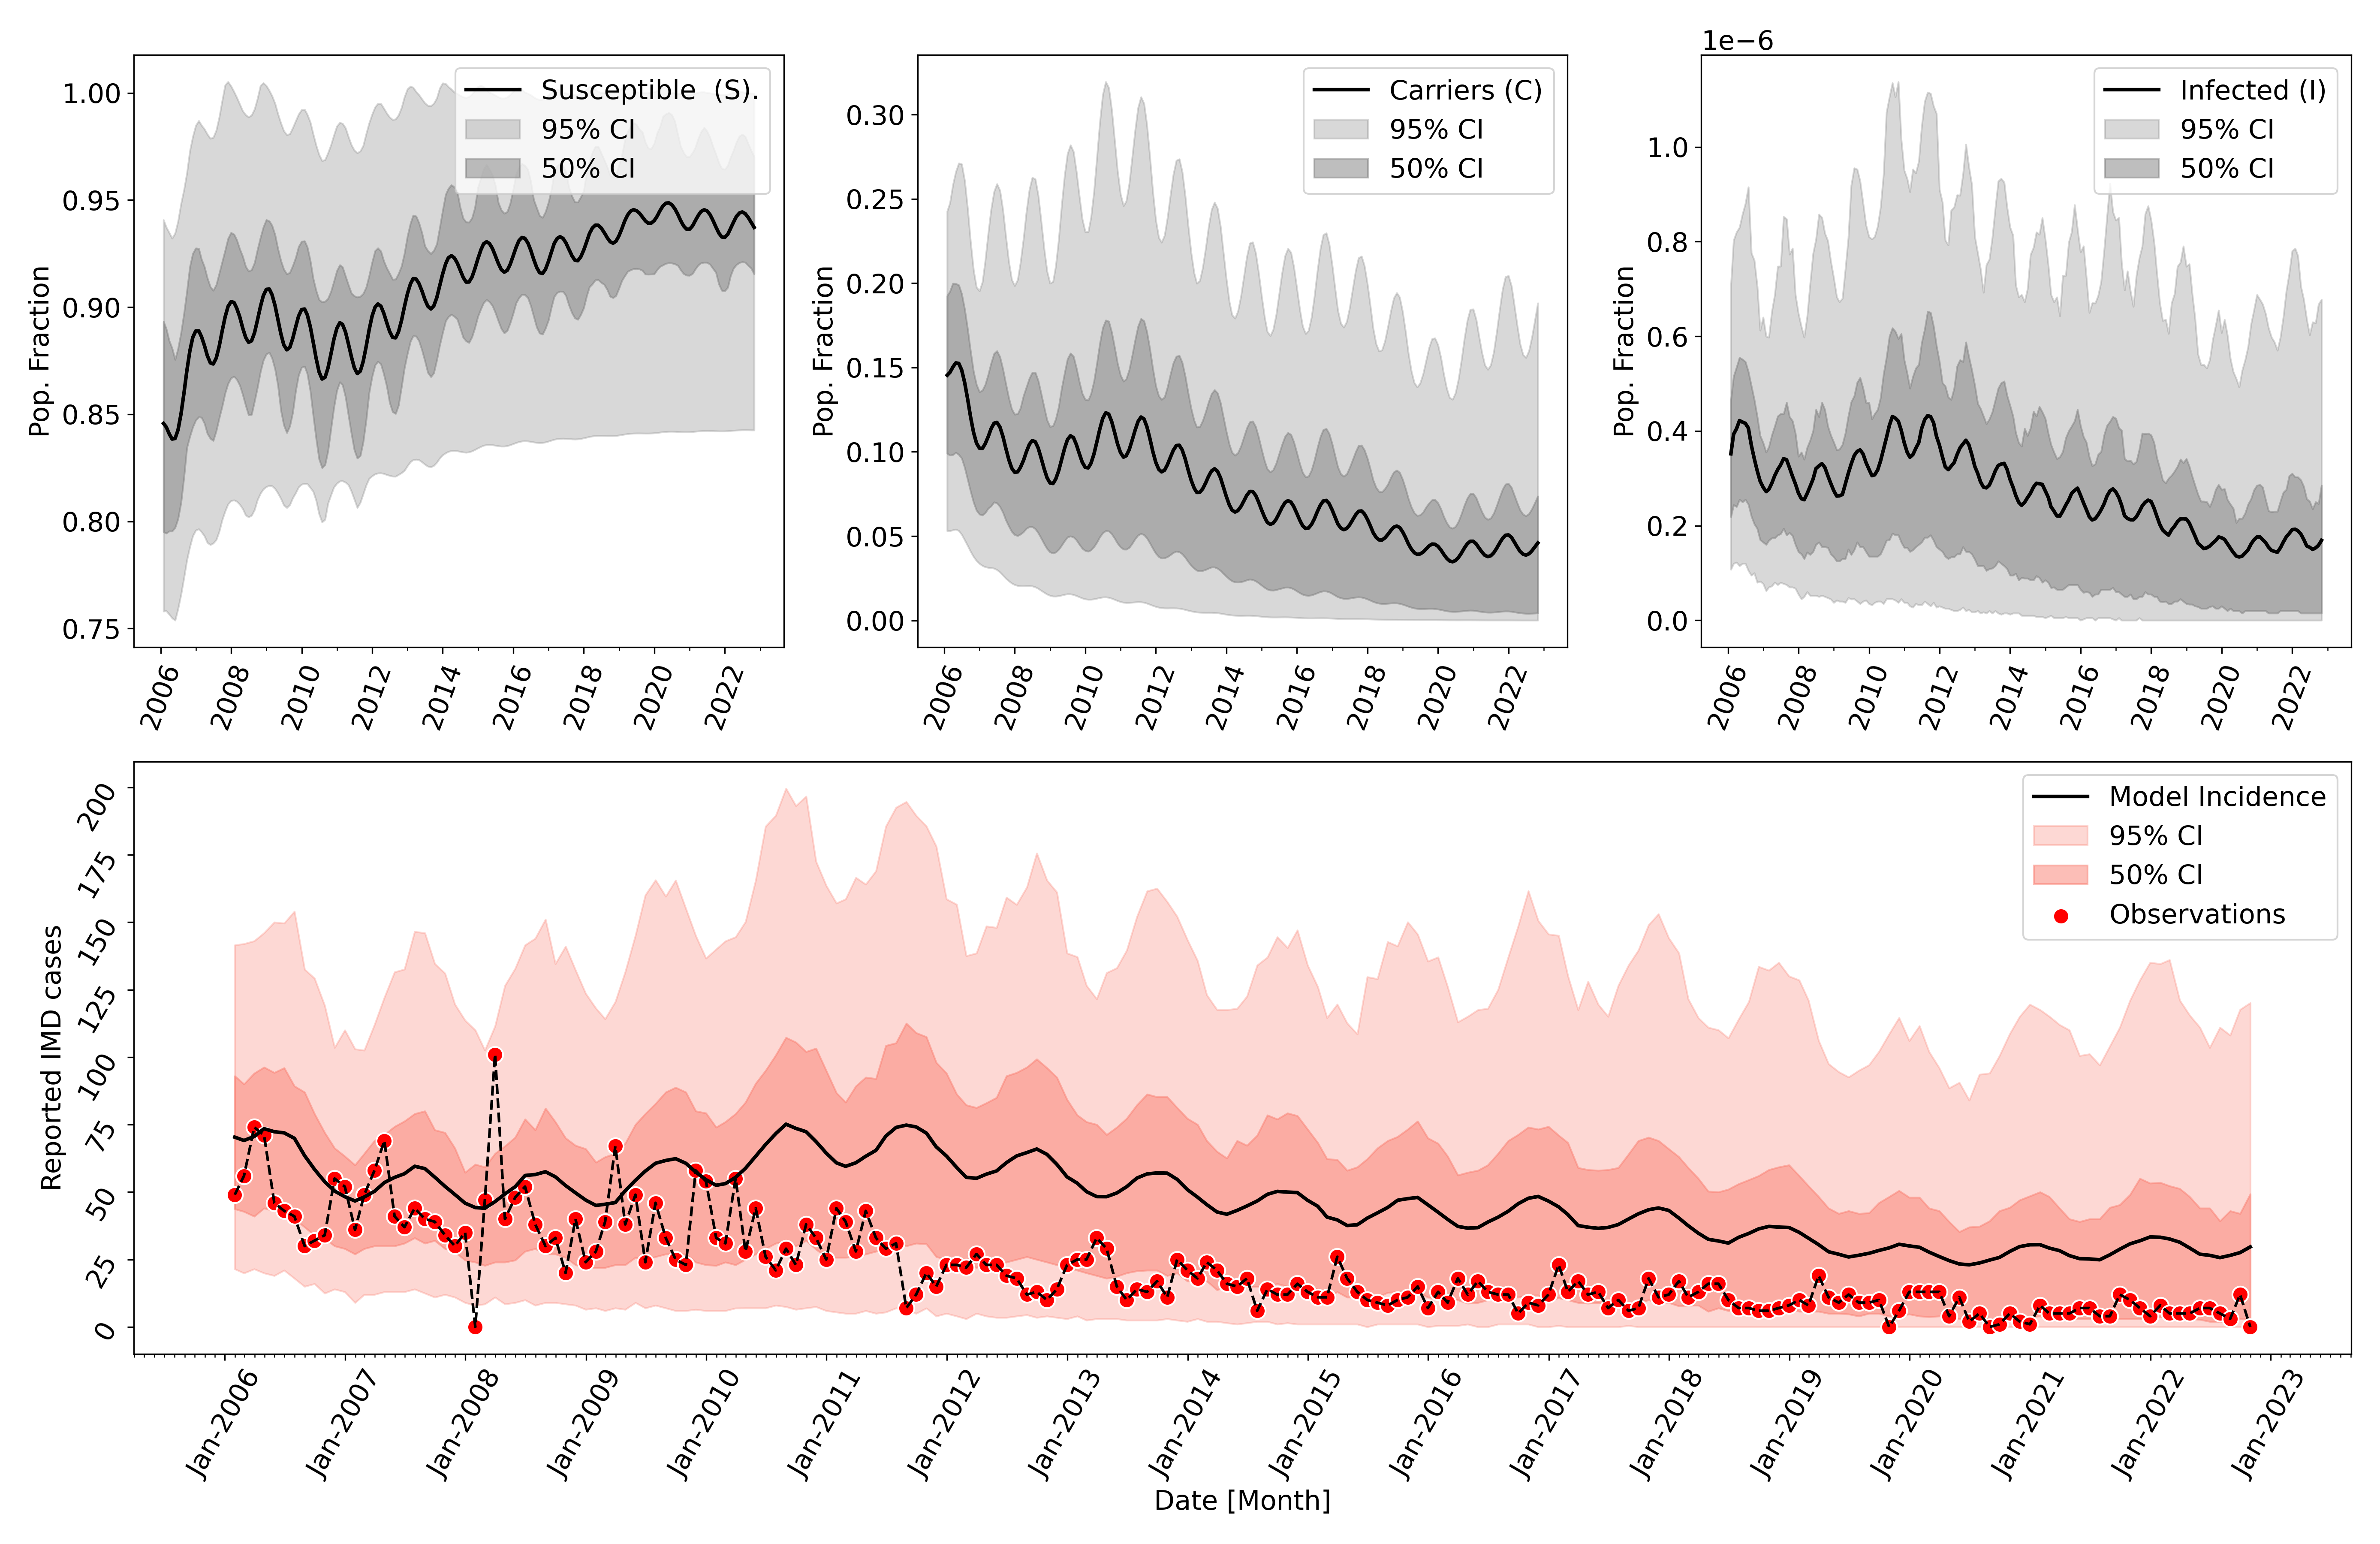 Susceptible  (S).
95% CI
50% CI
1.00
0.95
0.90
0.85
0.80
0.75
Pop. Fraction
2006
2008
2010
2012
2014
2016
2018
2020
2022
Carriers (C)
95% CI
50% CI
0.30
0.25
0.20
0.15
0.10
0.05
0.00
Pop. Fraction
2006
2008
2010
2012
2014
2016
2018
2020
2022
1e−6
Infected (I)
95% CI
50% CI
1.0
0.8
0.6
0.4
0.2
0.0
Pop. Fraction
2006
2008
2010
2012
2014
2016
2018
2020
2022
Model Incidence
95% CI
50% CI
Observations
200
175
150
125
100
75
50
25
0
Reported IMD cases
Jan-2006
Jan-2007
Jan-2008
Jan-2009
Jan-2010
Jan-2011
Jan-2012
Jan-2013
Jan-2014
Jan-2015
Jan-2016
Jan-2017
Jan-2018
Jan-2019
Jan-2020
Jan-2021
Jan-2022
Jan-2023
Date [Month]